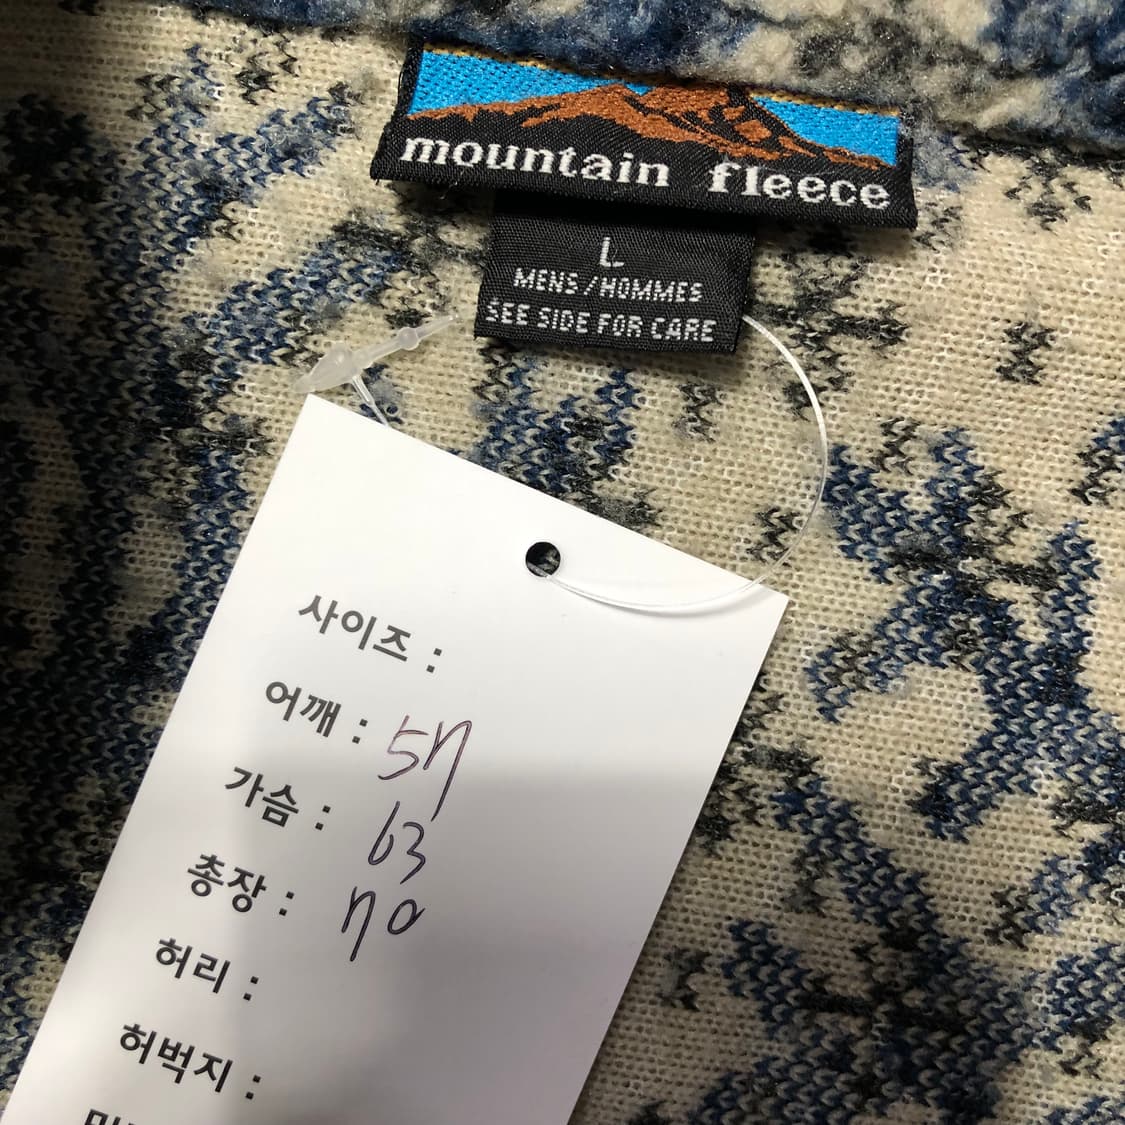 mountain fleece
L
MENS/HOMMES
SEE SIDE FOR CARE
사이즈 :
어깨 : 57
가슴 : 63
총장 : 70
허리 :
허벅지 :